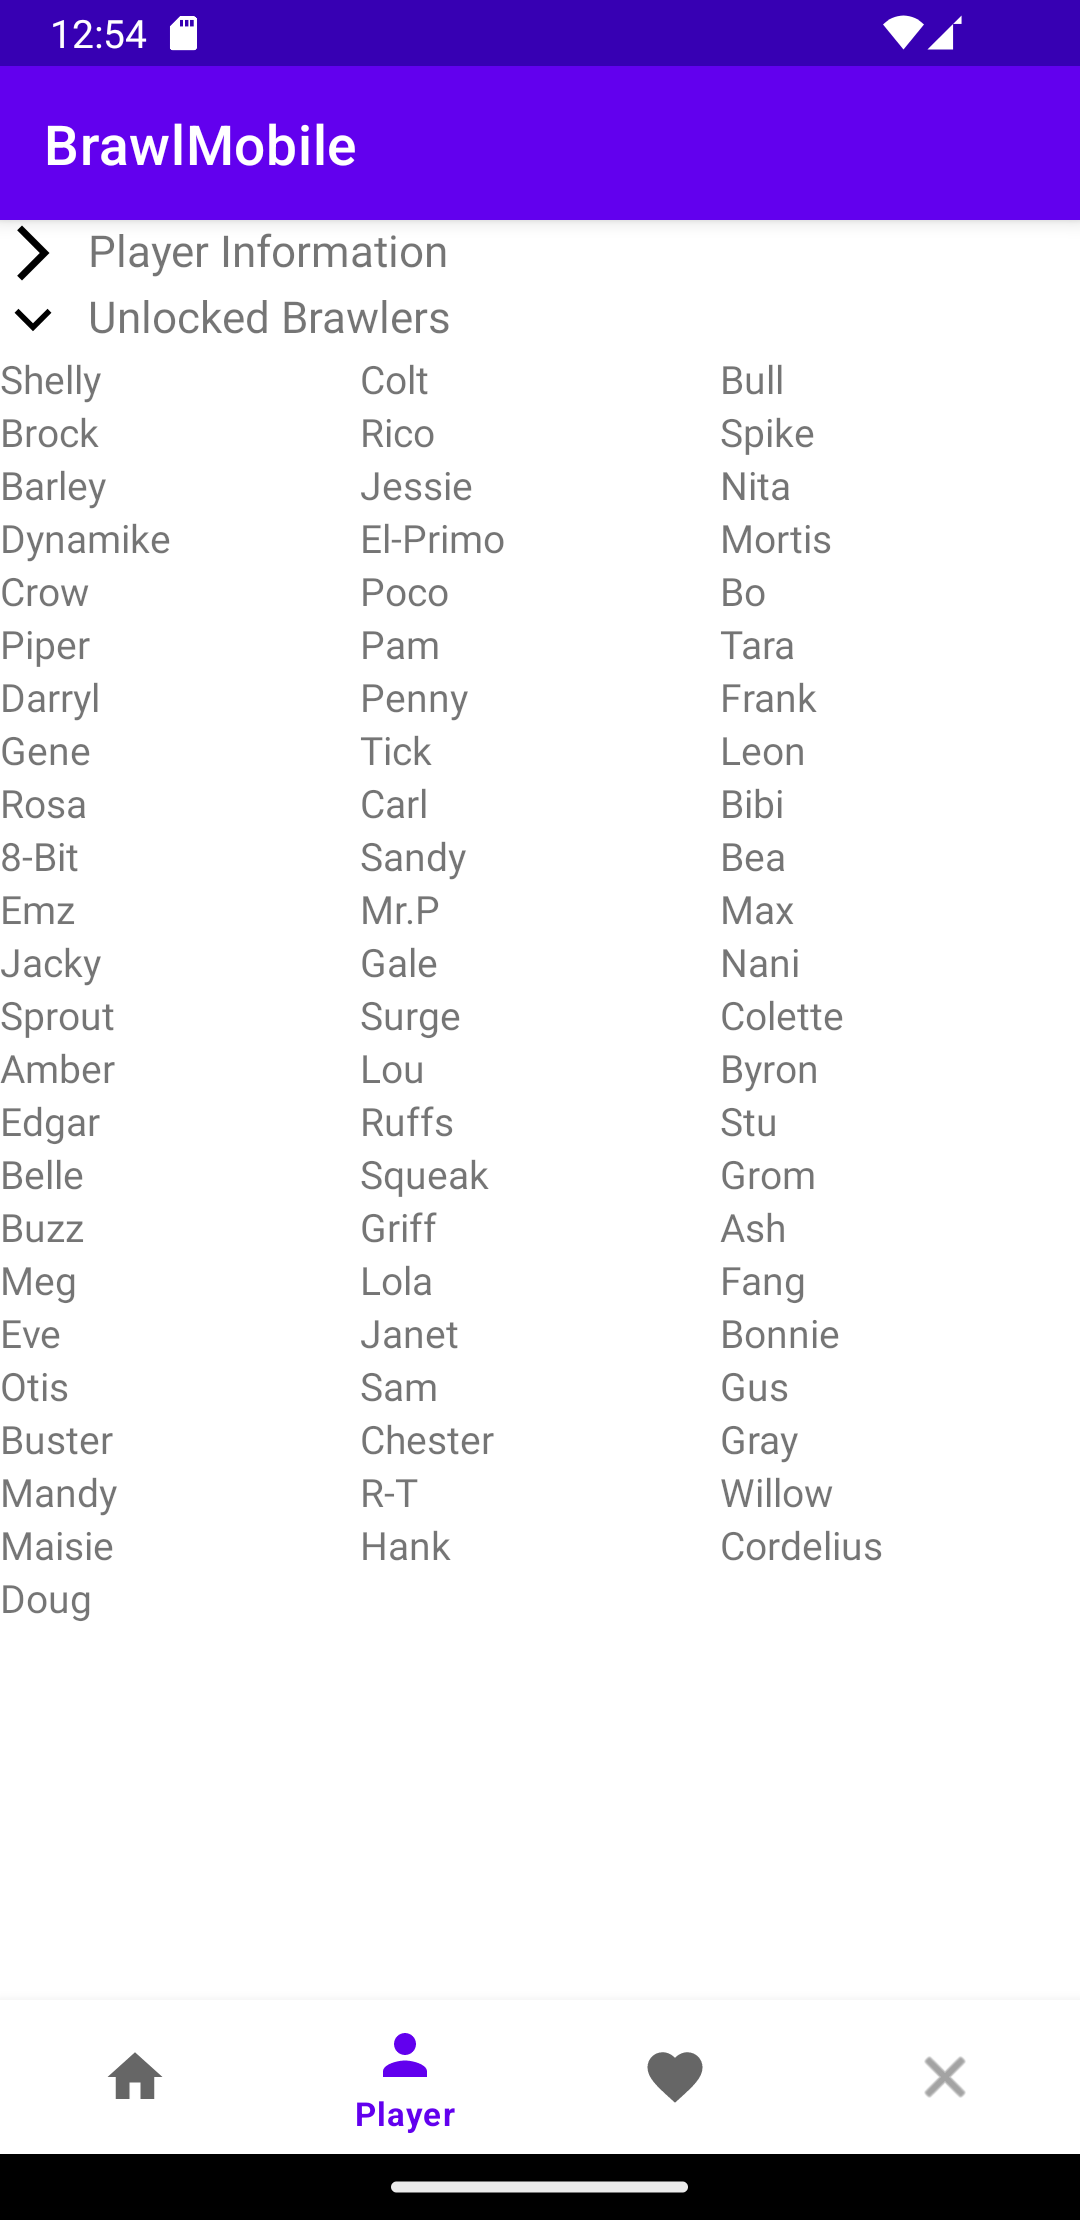 12:54
BrawlMobile
Player Information
Unlocked Brawlers
Shelly Colt Bull
Brock Rico Spike
Barley Jessie Nita
Dynamike El-Primo Mortis
Crow Poco Bo
Piper Pam Tara
Darryl Penny Frank
Gene Tick Leon
Rosa Carl Bibi
8-Bit Sandy Bea
Emz Mr.P Max
Jacky Gale Nani
Sprout Surge Colette
Amber Lou Byron
Edgar Ruffs Stu
Belle Squeak Grom
Buzz Griff Ash
Meg Lola Fang
Eve Janet Bonnie
Otis Sam Gus
Buster Chester Gray
Mandy R-T Willow
Maisie Hank Cordelius
Doug
Player